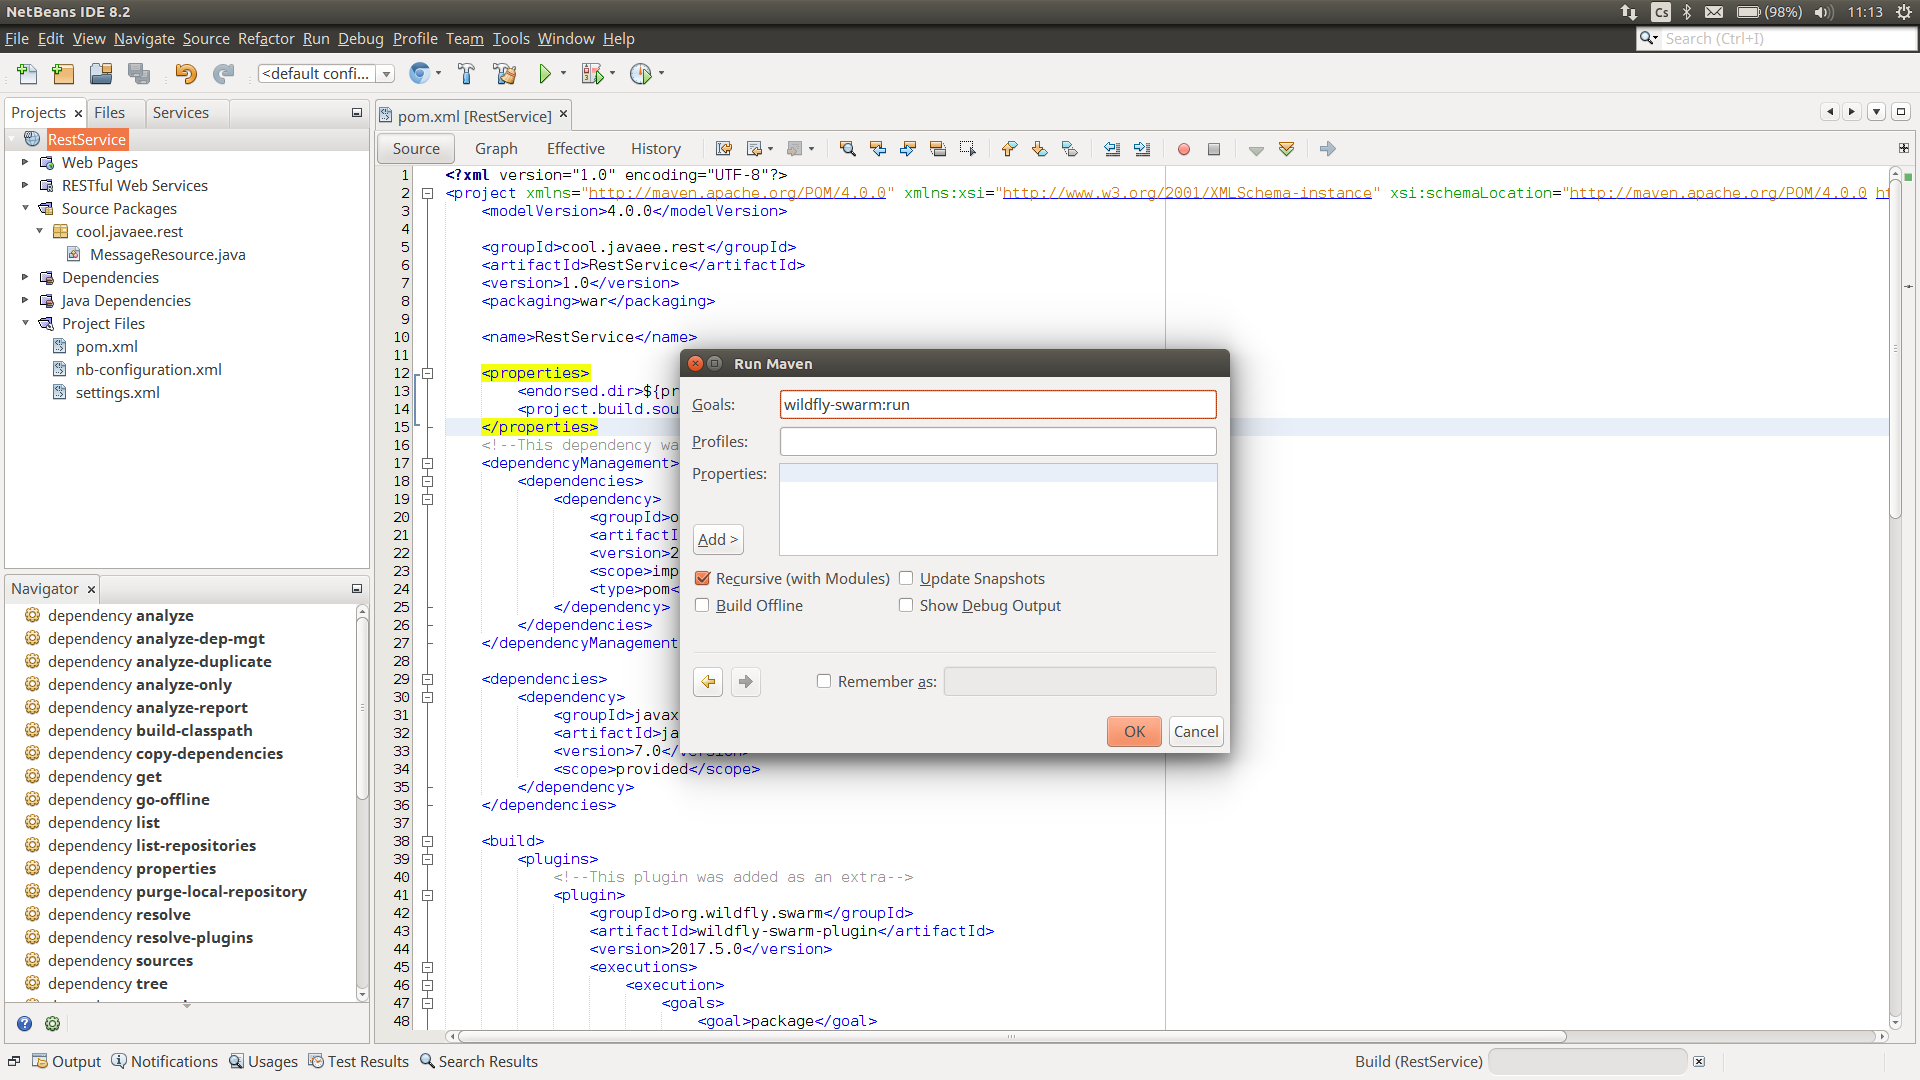 NetBeans IDE 8.2
Cs
(98%)
11:13
File Edit View Navigate Source Refactor Run Debug Profile Team Tools Window Help
Search (Ctrl+I)
<default confi...
Projects
Files
Services
RestService
Web Pages
RESTful Web Services
Source Packages
cool.javaee.rest
MessageResource.java
Dependencies
Java Dependencies
Project Files
pom.xml
nb-configuration.xml
settings.xml
Navigator
dependency analyze
dependency analyze-dep-mgt
dependency analyze-duplicate
dependency analyze-only
dependency analyze-report
dependency build-classpath
dependency copy-dependencies
dependency get
dependency go-offline
dependency list
dependency list-repositories
dependency properties
dependency purge-local-repository
dependency resolve
dependency resolve-plugins
dependency sources
dependency tree
pom.xml [RestService]
Source Graph Effective History
1 <?xml version="1.0" encoding="UTF-8"?>
2 <project xmlns="http://maven.apache.org/POM/4.0.0" xmlns:xsi="http://www.w3.org/2001/XMLSchema-instance" xsi:schemaLocation="http://maven.apache.org/POM/4.0.0 ht
3 <modelVersion>4.0.0</modelVersion>
4
5 <groupId>cool.javaee.rest</groupId>
6 <artifactId>RestService</artifactId>
7 <version>1.0</version>
8 <packaging>war</packaging>
9
10 <name>RestService</name>
11
12 <properties>
13 <endorsed.dir>${pr
14 <project.build.sou
15 </properties>
16 <!--This dependency wa
17 <dependencyManagement>
18 <dependencies>
19 <dependency>
20 <groupId>o
21 <artifactI
22 <version>2
23 <scope>imp
24 <type>pom<
25 </dependency>
26 </dependencies>
27 </dependencyManagement
28
29 <dependencies>
30 <dependency>
31 <groupId>javax
32 <artifactId>ja
33 <version>7.0</version>
34 <scope>provided</scope>
35 </dependency>
36 </dependencies>
37
38 <build>
39 <plugins>
40 <!--This plugin was added as an extra-->
41 <plugin>
42 <groupId>org.wildfly.swarm</groupId>
43 <artifactId>wildfly-swarm-plugin</artifactId>
44 <version>2017.5.0</version>
45 <executions>
46 <execution>
47 <goals>
48 <goal>package</goal>
Run Maven
Goals: wildfly-swarm:run
Profiles:
Properties:
Add >
Recursive (with Modules) Update Snapshots
Build Offline Show Debug Output
Remember as:
OK Cancel
Output Notifications Usages Test Results Search Results
Build (RestService)